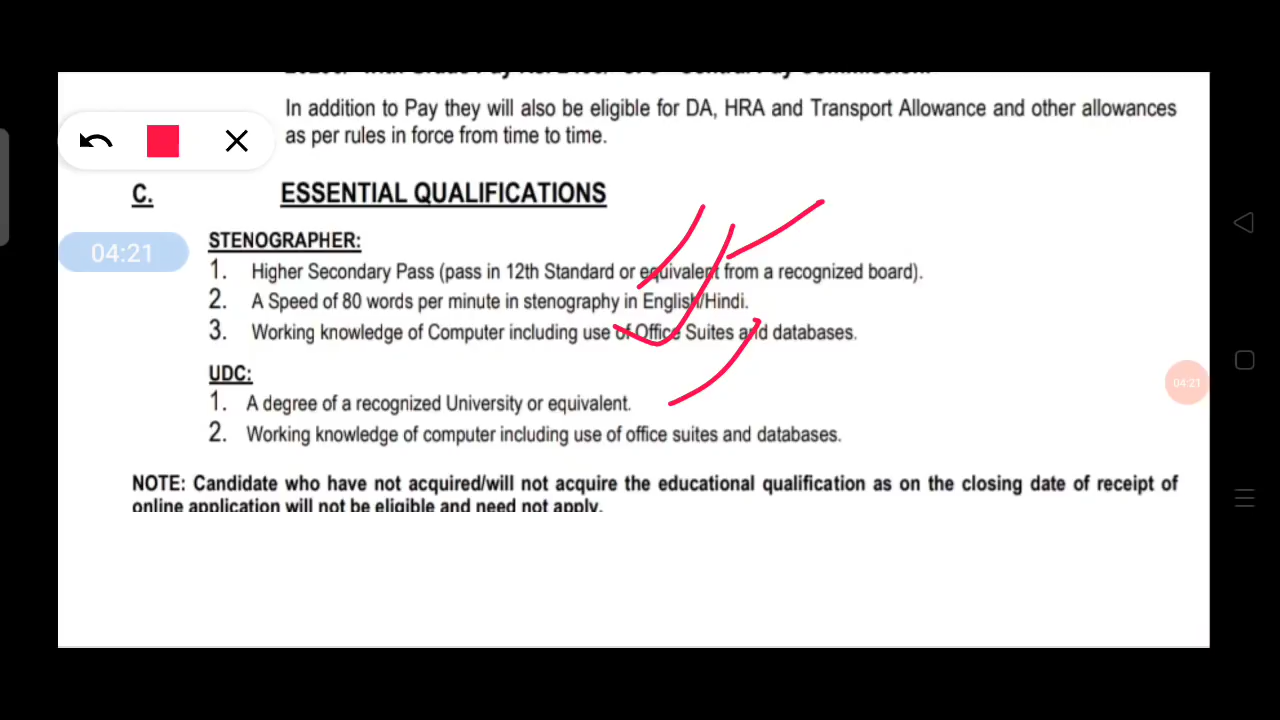 In addition to Pay they will also be eligible for DA, HRA and Transport Allowance and other allowances
as per rules in force from time to time.
C. ESSENTIAL QUALIFICATIONS
04:21
STENOGRAPHER:
1. Higher Secondary Pass (pass in 12th Standard or equivalent from a recognized board).
2. A Speed of 80 words per minute in stenography in English/Hindi.
3. Working knowledge of Computer including use of Office Suites and databases.
UDC:
04:21
1. A degree of a recognized University or equivalent.
2. Working knowledge of computer including use of office suites and databases.
NOTE: Candidate who have not acquired/will not acquire the educational qualification as on the closing date of receipt of
online application will not be eligible and need not apply.